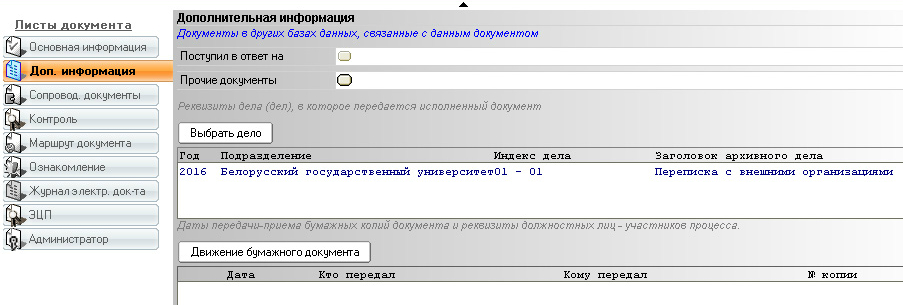 Листы документа
Основная информация
Доп. информация
Сопровод. документы
Контроль
Маршрут документа
Ознакомление
Журнал электр. док-та
ЭЦП
Администратор
Дополнительная информация
Документы в других базах данных, связанные с данным документом
Поступил в ответ на
Прочие документы
Реквизиты дела (дел), в которое передается исполненный документ
Выбрать дело
Год Подразделение Индекс дела Заголовок архивного дела
2016 Белорусский государственный университет01 - 01 Переписка с внешними организациями
Даты передачи-приема бумажных копий документа и реквизиты должностных лиц - участников процесса.
Движение бумажного документа
Дата Кто передал Кому передал № копии